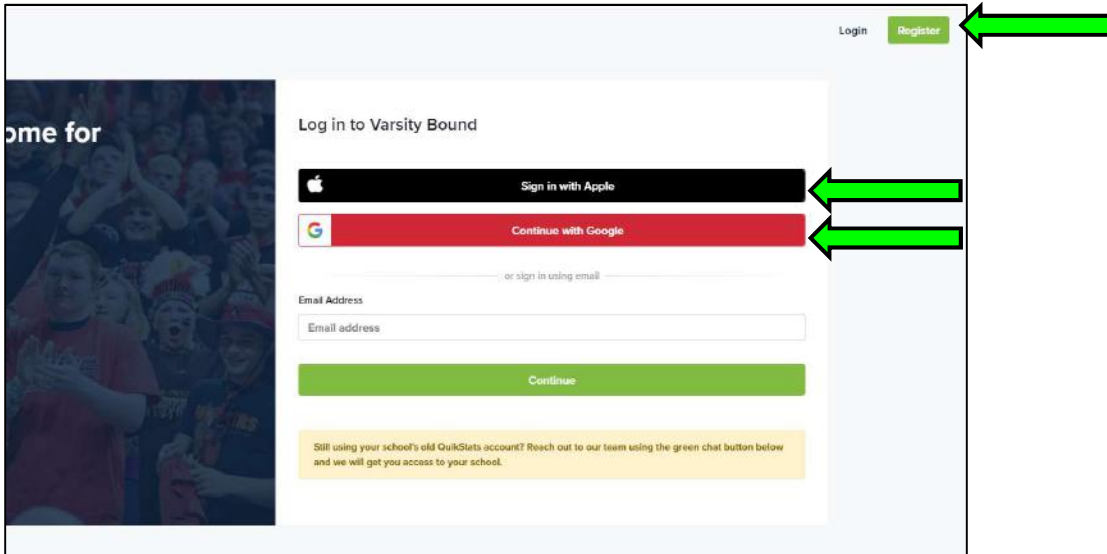 Login
Register
ome for
Log in to Varsity Bound
Sign in with Apple
Continue with Google
or sign in using email
Email Address
Email address
Continue
Still using your school's old QuikStats account? Reach out to our team using the green chat button below
and we will get you access to your school.